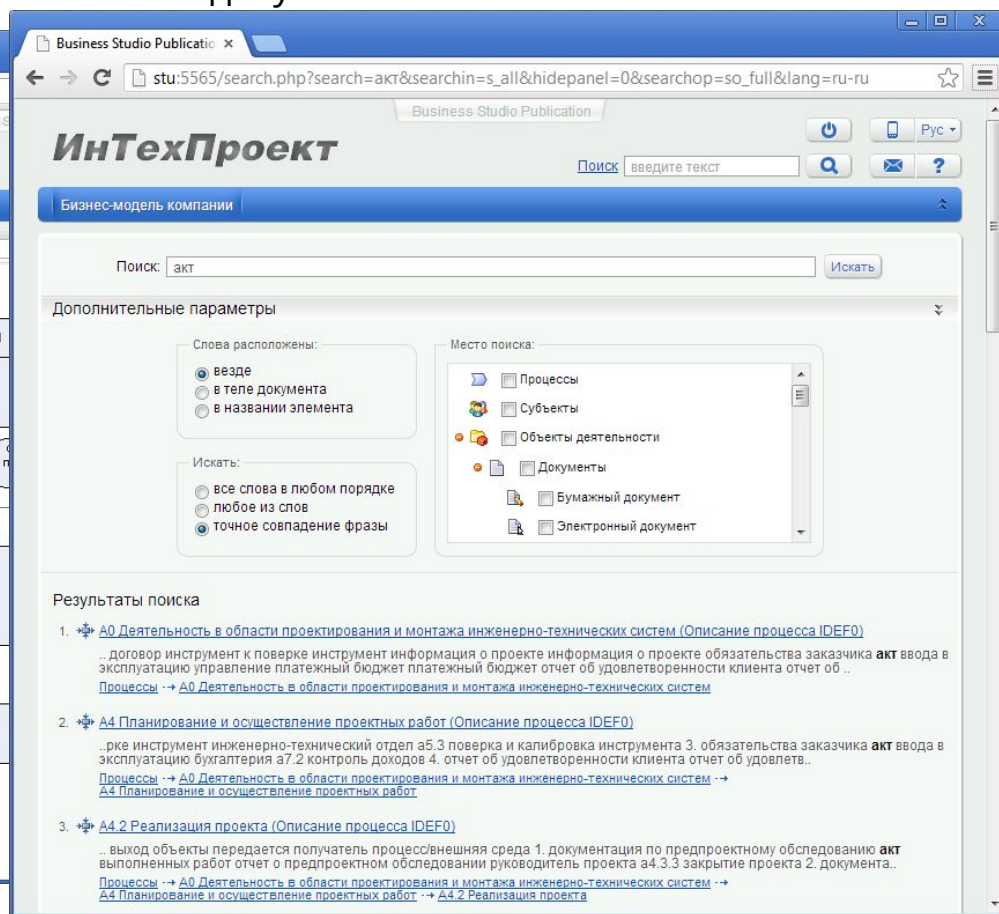 Business Studio Publicatio
stu:5565/search.php?search=акт&searchin=s_all&hidepanel=0&searchop=so_full&lang=ru-ru
Business Studio Publication
ИнТехПроект
Рус
Поиск введите текст
?
Бизнес-модель компании
Поиск: акт Искать
Дополнительные параметры
Слова расположены:
везде
в теле документа
в названии элемента
Искать:
все слова в любом порядке
любое из слов
точное совпадение фразы
Место поиска:
Процессы
Субъекты
Объекты деятельности
Документы
Бумажный документ
Электронный документ
Результаты поиска
1. А0 Деятельность в области проектирования и монтажа инженерно-технических систем (Описание процесса IDEF0)
.. договор инструмент к поверке инструмент информация о проекте информация о проекте обязательства заказчика акт ввода в
эксплуатацию управление платежный бюджет платежный бюджет отчет об удовлетворенности клиента отчет об ..
Процессы --→ А0 Деятельность в области проектирования и монтажа инженерно-технических систем
2. А4 Планирование и осуществление проектных работ (Описание процесса IDEF0)
..рке инструмент инженерно-технический отдел а5.3 поверка и калибровка инструмента 3. обязательства заказчика акт ввода в
эксплуатацию бухгалтерия а7.2 контроль доходов 4. отчет об удовлетворенности клиента отчет об удовлетв..
Процессы --→ А0 Деятельность в области проектирования и монтажа инженерно-технических систем --→
А4 Планирование и осуществление проектных работ
3. А4.2 Реализация проекта (Описание процесса IDEF0)
.. выход объекты передается получатель процесс/внешняя среда 1. документация по предпроектному обследованию акт
выполненных работ отчет о предпроектном обследовании руководитель проекта а4.3.3 закрытие проекта 2. документа..
Процессы --→ А0 Деятельность в области проектирования и монтажа инженерно-технических систем --→
А4 Планирование и осуществление проектных работ --→ А4.2 Реализация проекта